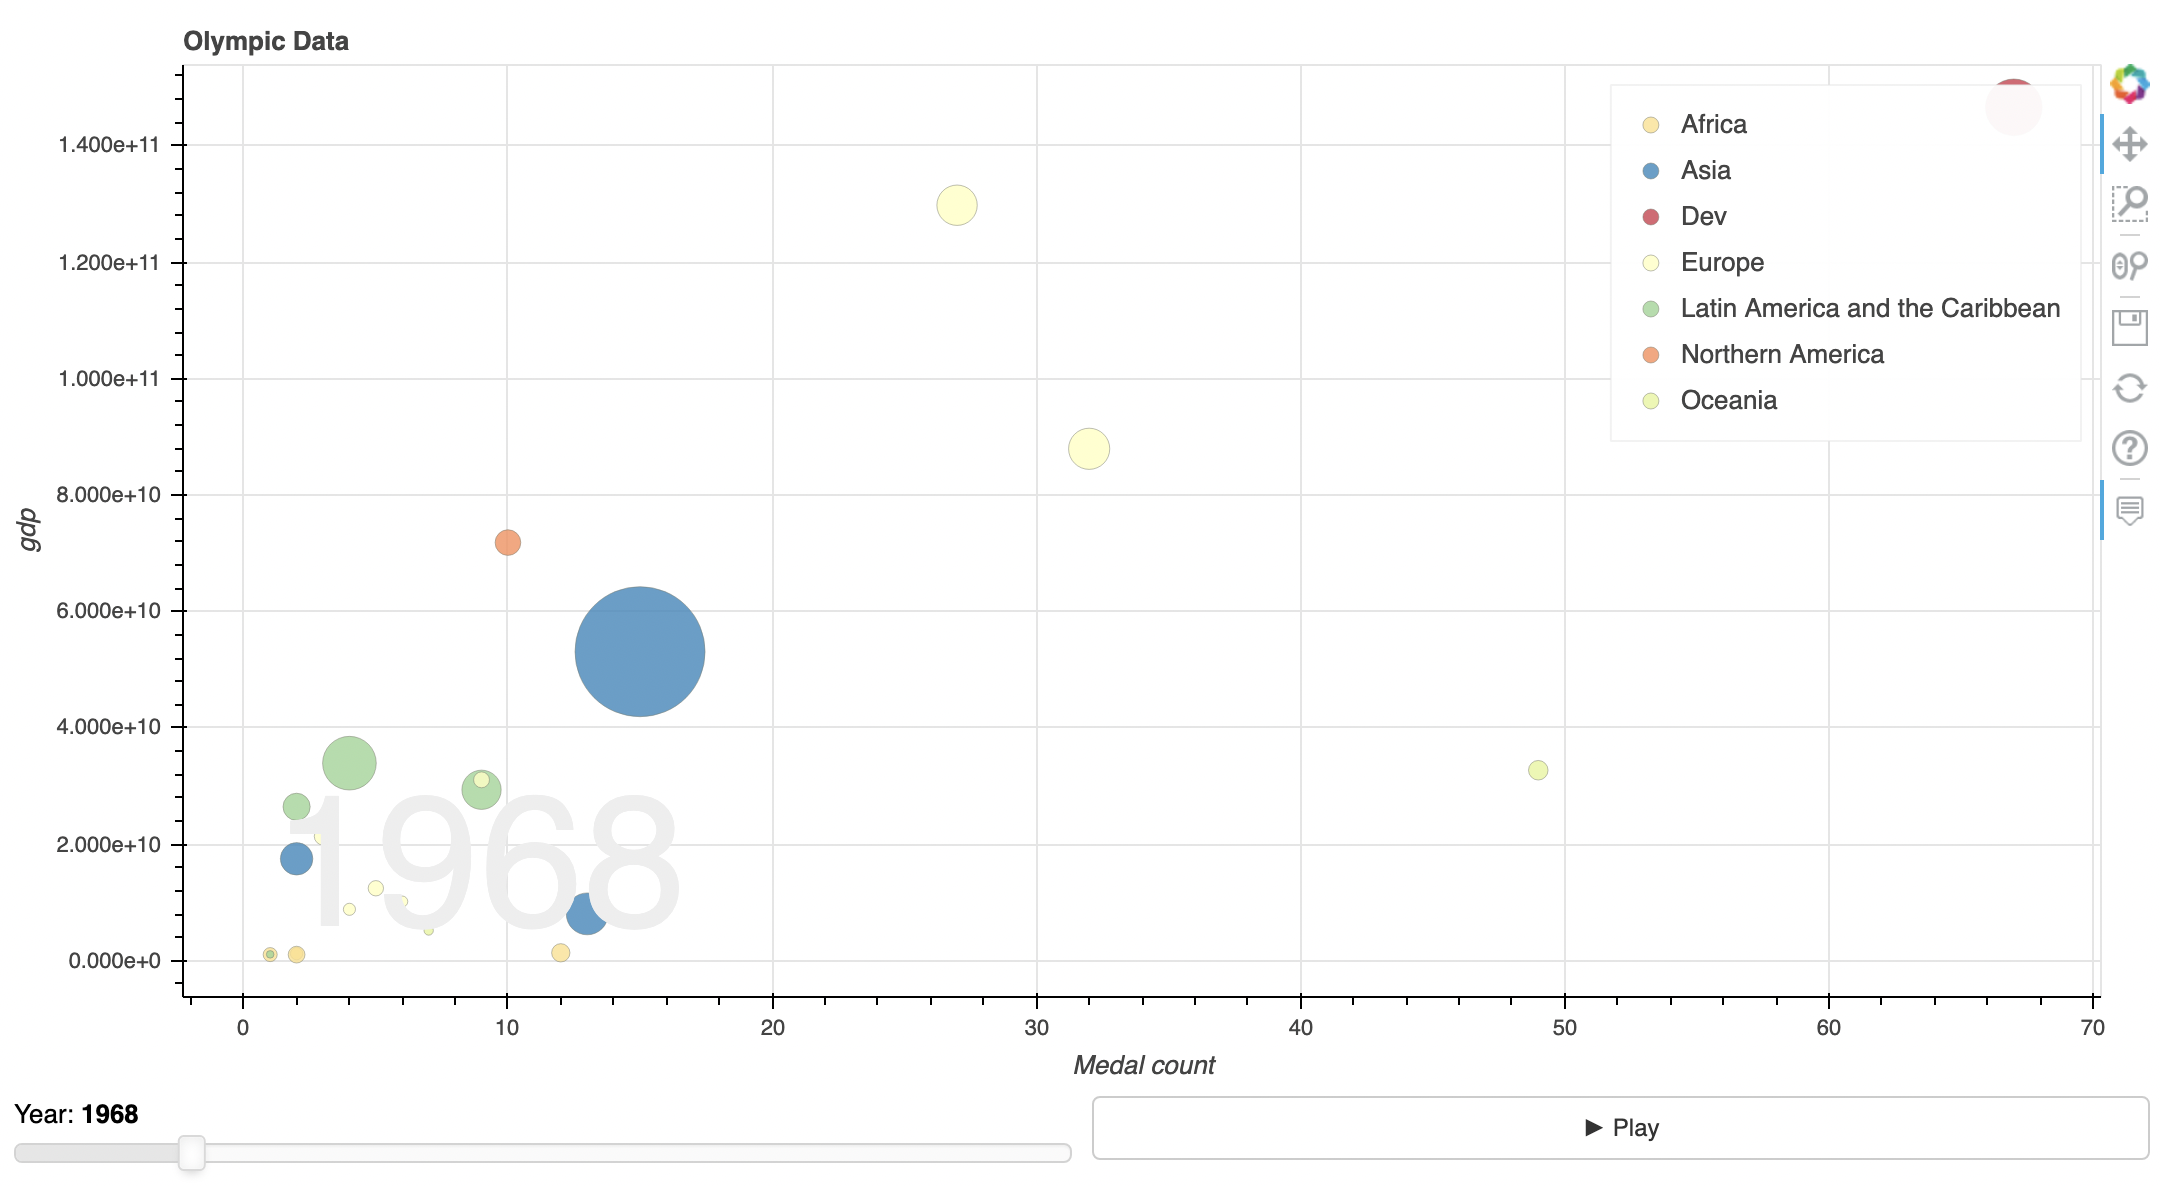 Olympic Data
1.400e+11
1.200e+11
1.000e+11
8.000e+10
6.000e+10
4.000e+10
2.000e+10
0.000e+0
gdp
Africa
Asia
Dev
Europe
Latin America and the Caribbean
Northern America
Oceania
1968
0 10 20 30 40 50 60 70
Medal count
Year: 1968
► Play